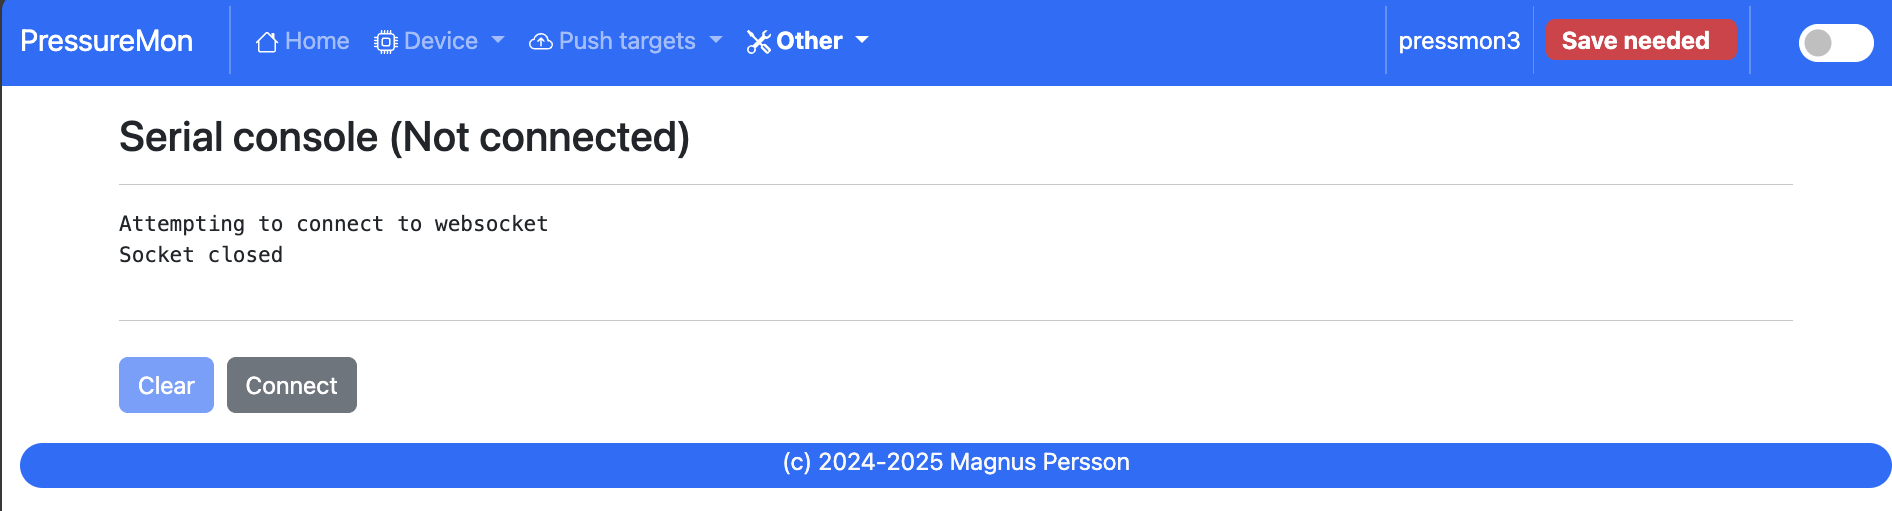 PressureMon Home Device Push targets Other pressmon3 Save needed
Serial console (Not connected)
Attempting to connect to websocket
Socket closed
Clear Connect
(c) 2024-2025 Magnus Persson